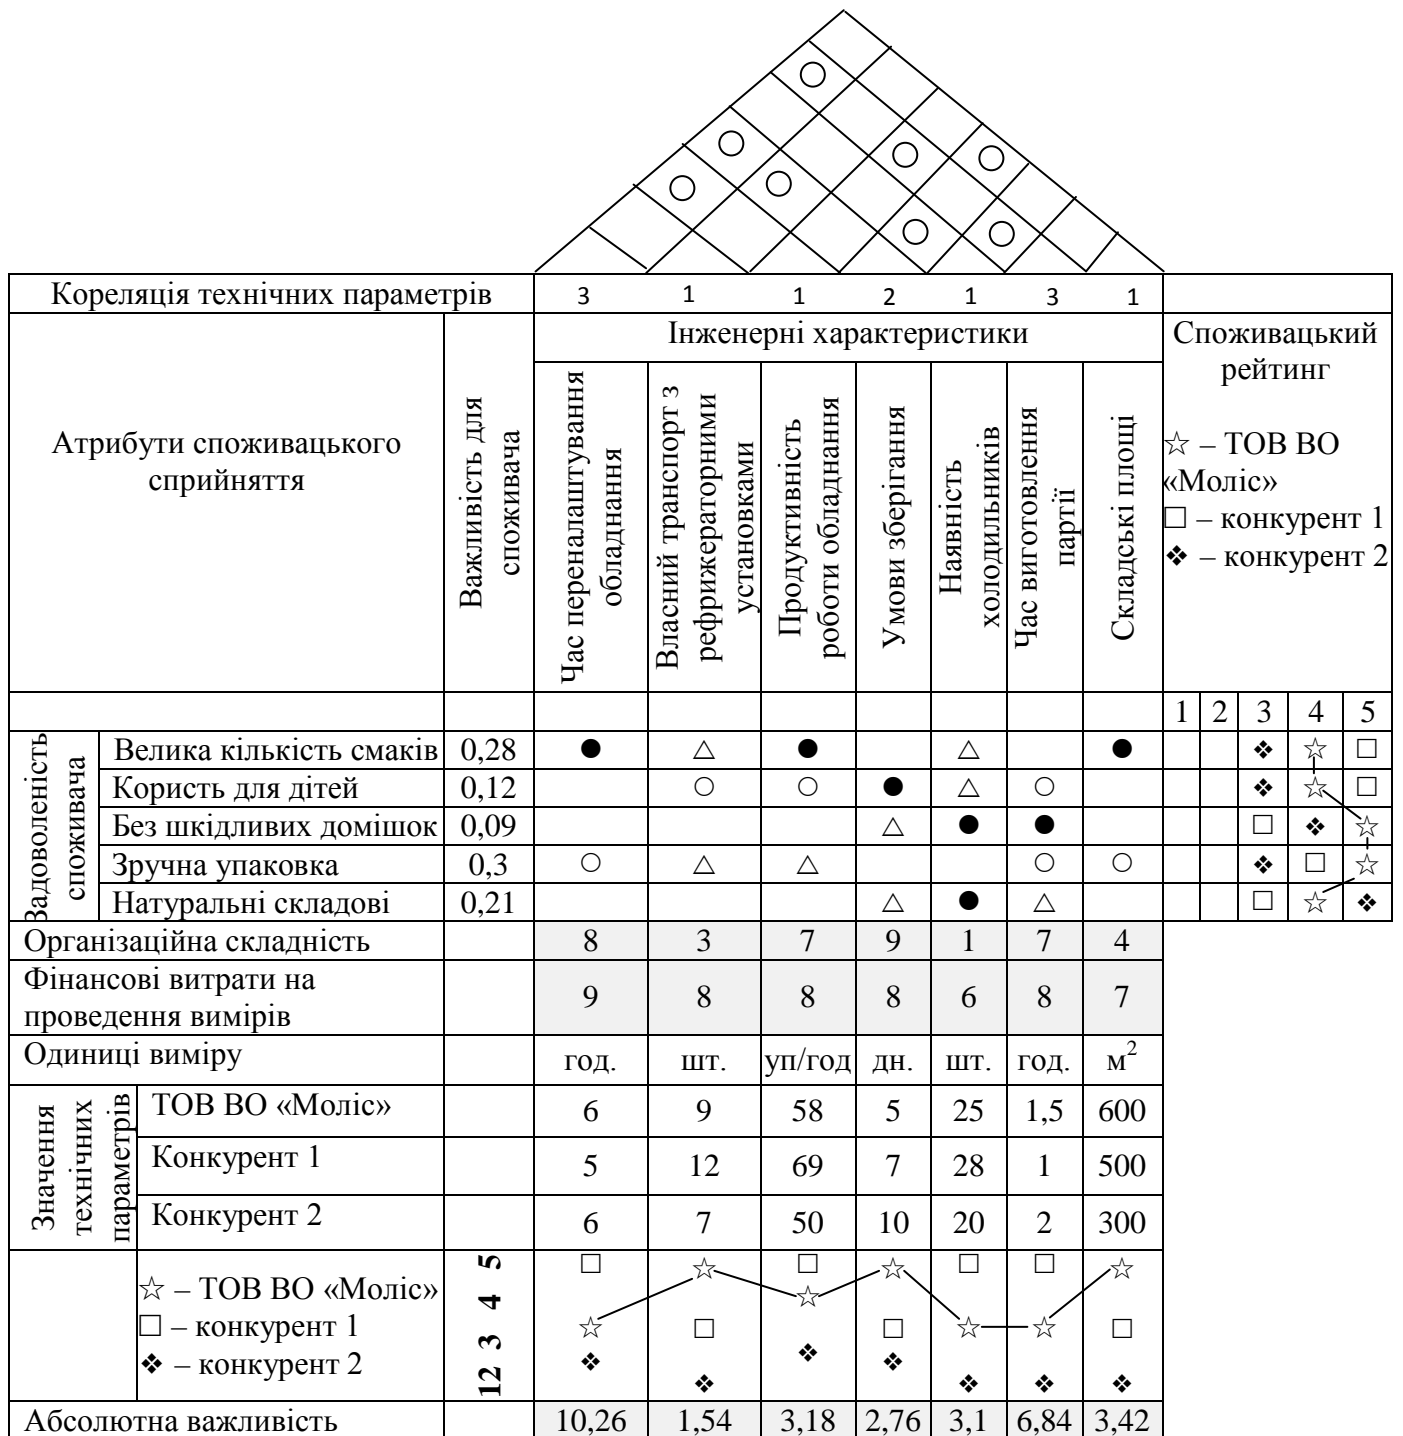 Кореляція технічних параметрів 3 1 1 2 1 3 1
Атрибути споживацького
сприйняття
Важливість для
споживача
Інженерні характеристики
Час переналаштування
обладнання
Власний транспорт з
рефрижераторними
установками
Продуктивність
роботи обладнання
Умови зберігання
Наявність
холодильників
Час виготовлення
партії
Складські площі
Споживацький
рейтинг
☆ – ТОВ ВО
«Моліс»
□ – конкурент 1
❖ – конкурент 2
1 2 3 4 5
Задоволеність
споживача
Велика кількість смаків 0,28 ● △ ● △ ● ❖ ☆ □
Користь для дітей 0,12 ○ ○ ● △ ○ ❖ ☆ □
Без шкідливих домішок 0,09 △ ● ● □ ❖ ☆
Зручна упаковка 0,3 ○ △ △ ○ ○ ❖ □ ☆
Натуральні складові 0,21 △ ● △ □ ☆ ❖
Організаційна складність 8 3 7 9 1 7 4
Фінансові витрати на
проведення вимірів 9 8 8 8 6 8 7
Одиниці виміру год. шт. уп/год дн. шт. год. м²
Значення
технічних
параметрів
ТОВ ВО «Моліс» 6 9 58 5 25 1,5 600
Конкурент 1 5 12 69 7 28 1 500
Конкурент 2 6 7 50 10 20 2 300
☆ – ТОВ ВО «Моліс»
□ – конкурент 1
❖ – конкурент 2
12 3 4 5
Абсолютна важливість 10,26 1,54 3,18 2,76 3,1 6,84 3,42